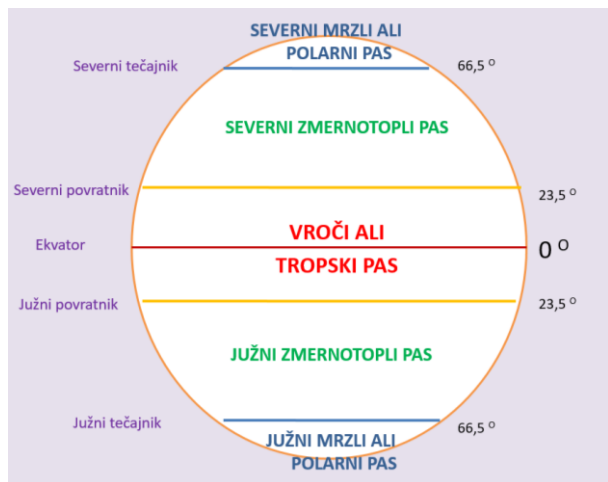 SEVERNI MRZLI ALI
POLARNI PAS
Severni tečajnik
66,5 º
SEVERNI ZMERNOTOPLI PAS
Severni povratnik
23,5 º
VROČI ALI
Ekvator
0 º
TROPSKI PAS
Južni povratnik
23,5 º
JUŽNI ZMERNOTOPLI PAS
Južni tečajnik
66,5 º
JUŽNI MRZLI ALI
POLARNI PAS